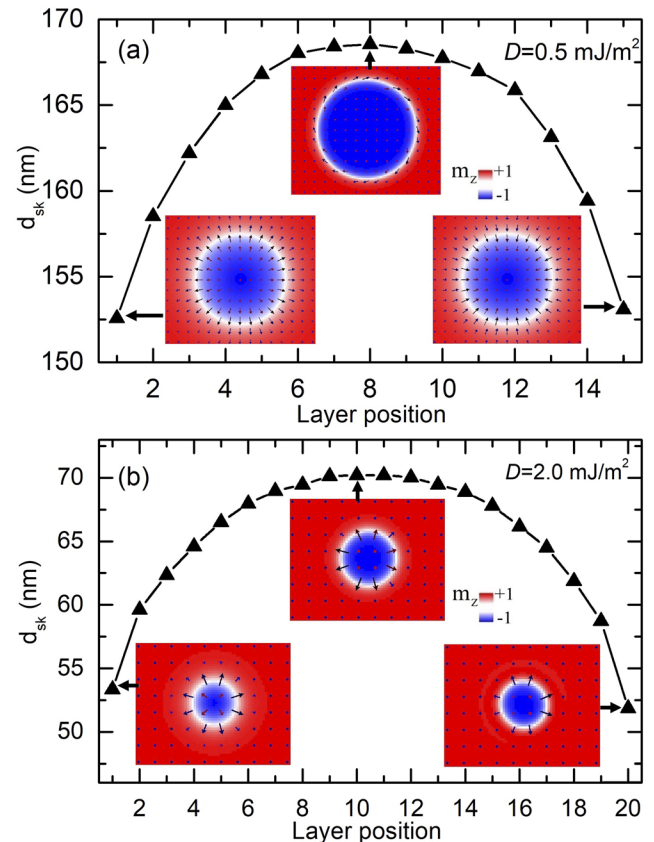 170
(a)
D=0.5 mJ/m²
165
160
155
150
d_sk (nm)
m_z
+1
-1
2 4 6 8 10 12 14
Layer position
70
(b)
D=2.0 mJ/m²
65
60
55
50
d_sk (nm)
m_z
+1
-1
2 4 6 8 10 12 14 16 18 20
Layer position